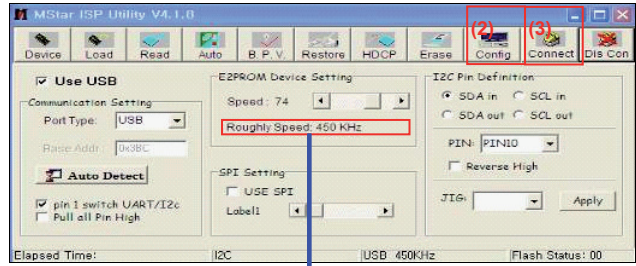 MStar ISP Utility V4.1.0
(2) (3)
Device Load Read Auto B. P. V. Restore HDCP Erase Config Connect Dis Con
Use USB
Communication Setting
Port Type: USB
Base Addr: 0x3BC
Auto Detect
pin 1 switch UART/I2c
Pull all Pin High
E2PROM Device Setting
Speed: 74
Roughly Speed: 450 KHz
SPI Setting
USE SPI
Label1
I2C Pin Definition
SDA in SCL in
SDA out SCL out
PIN: PIN10
Reverse High
JIG: Apply
Elapsed Time: I2C USB 450KHz Flash Status: 00